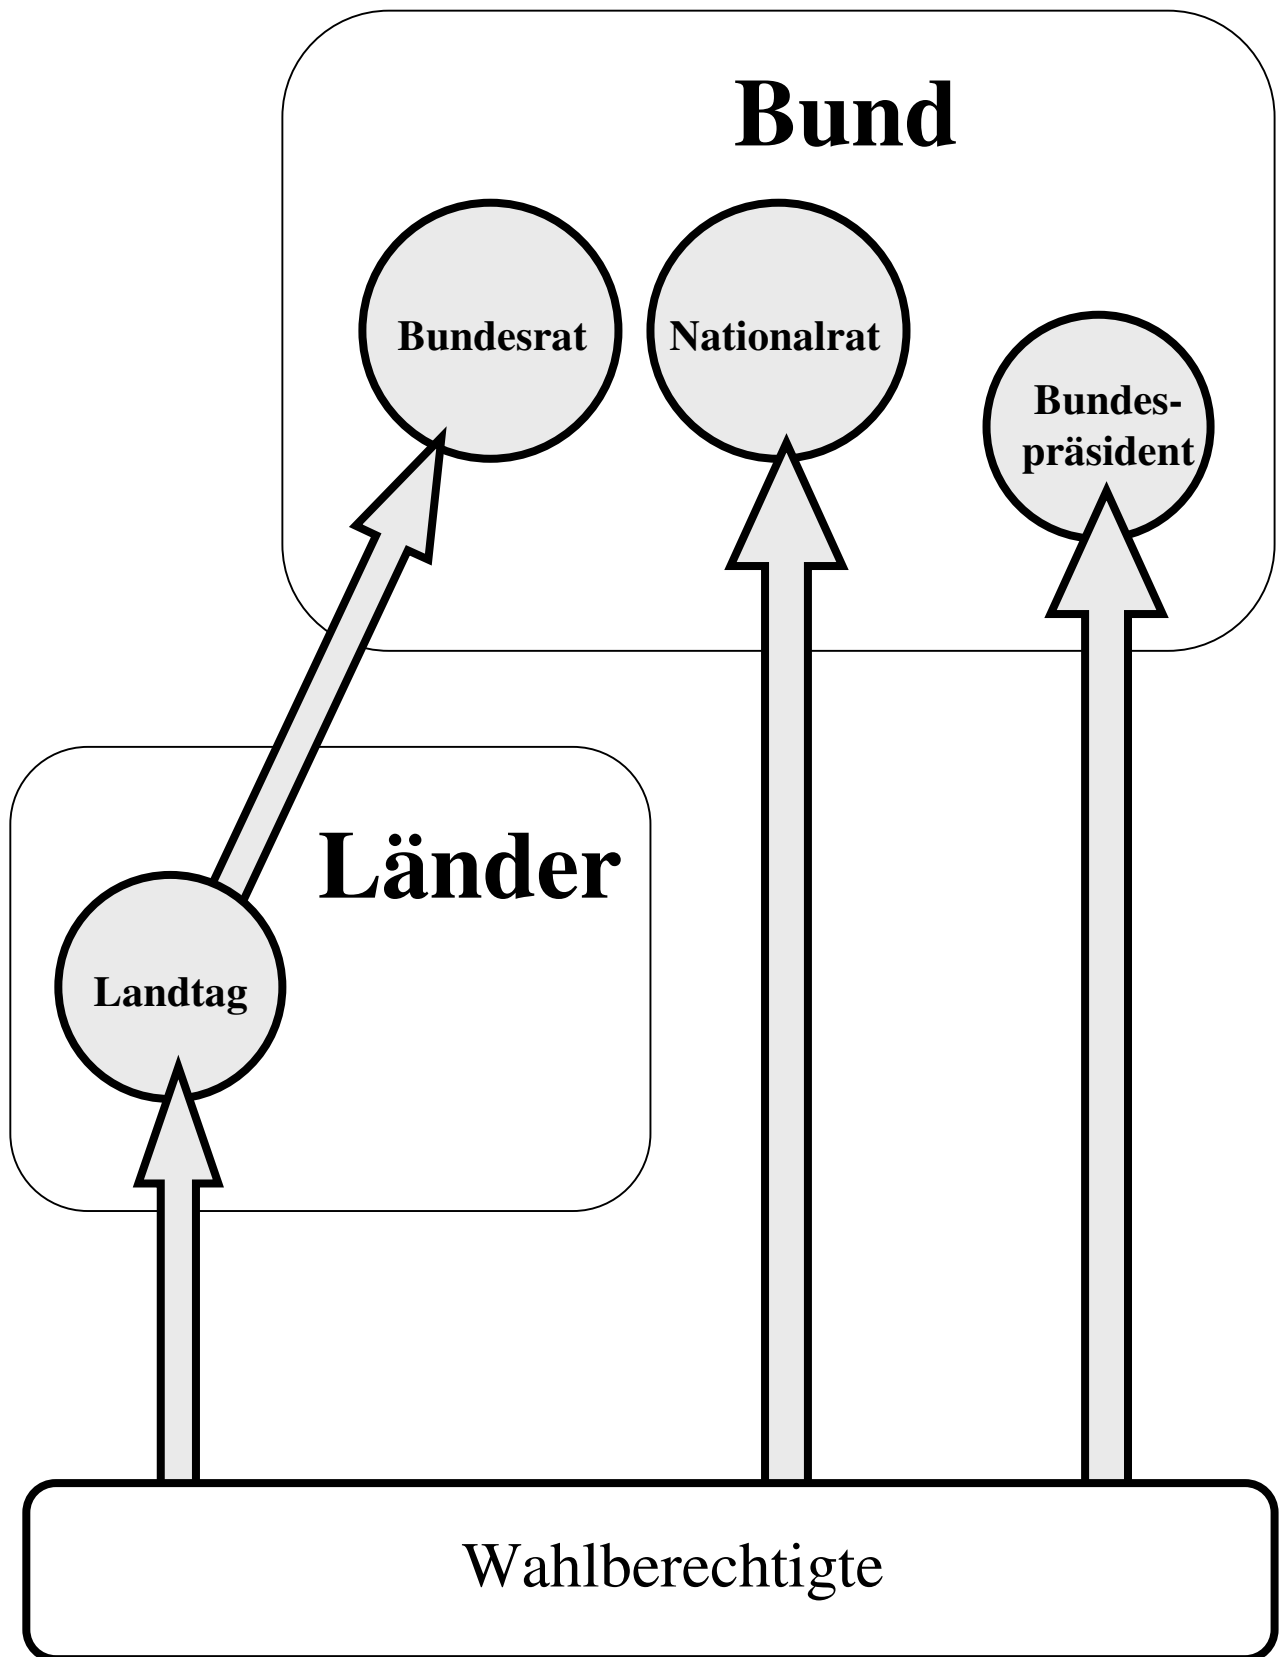 Bund
Bundesrat
Nationalrat
Bundes-
präsident
Länder
Landtag
Wahlberechtigte